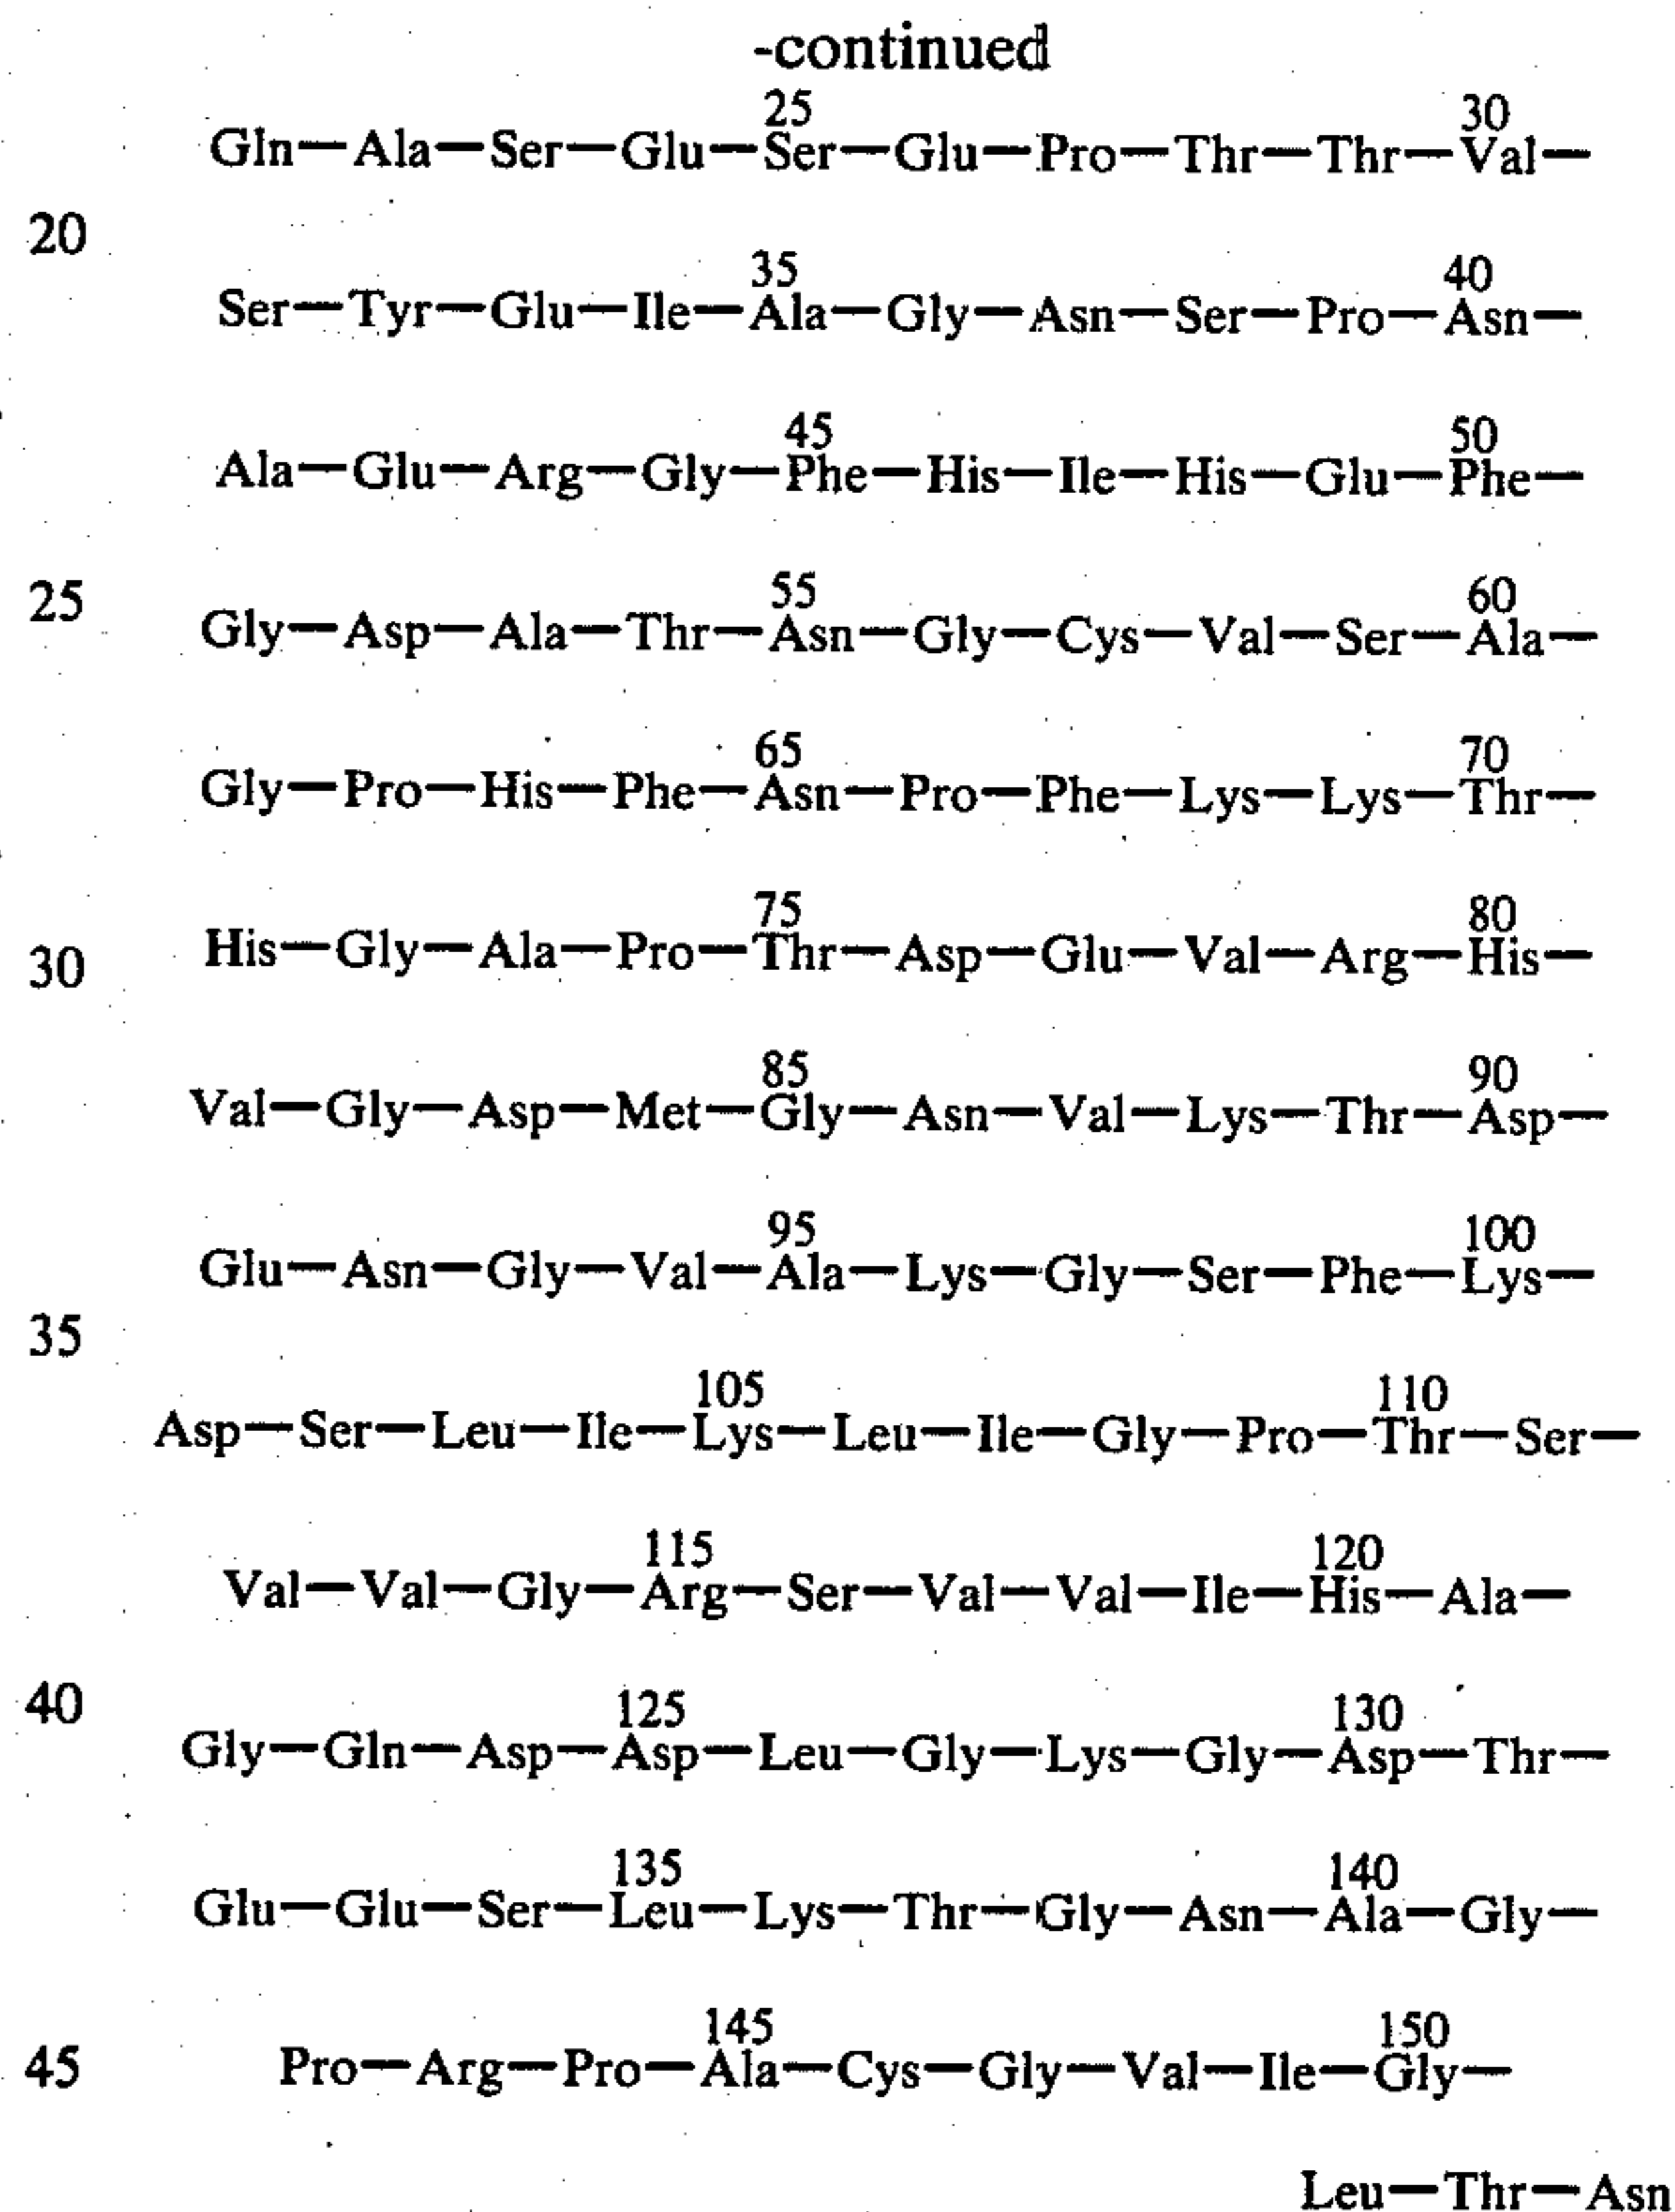 -continued
25 30
Gln—Ala—Ser—Glu—Ser—Glu—Pro—Thr—Thr—Val—
20
35 40
Ser—Tyr—Glu—Ile—Ala—Gly—Asn—Ser—Pro—Asn—
45 50
Ala—Glu—Arg—Gly—Phe—His—Ile—His—Glu—Phe—
55 60
25
Gly—Asp—Ala—Thr—Asn—Gly—Cys—Val—Ser—Ala—
65 70
Gly—Pro—His—Phe—Asn—Pro—Phe—Lys—Lys—Thr—
75 80
30 His—Gly—Ala—Pro—Thr—Asp—Glu—Val—Arg—His—
85 90
Val—Gly—Asp—Met—Gly—Asn—Val—Lys—Thr—Asp—
95 100
Glu—Asn—Gly—Val—Ala—Lys—Gly—Ser—Phe—Lys—
35
105 110
Asp—Ser—Leu—Ile—Lys—Leu—Ile—Gly—Pro—Thr—Ser—
115 120
Val—Val—Gly—Arg—Ser—Val—Val—Ile—His—Ala—
40 125 130
Gly—Gln—Asp—Asp—Leu—Gly—Lys—Gly—Asp—Thr—
135 140
Glu—Glu—Ser—Leu—Lys—Thr—Gly—Asn—Ala—Gly—
145 150
45 Pro—Arg—Pro—Ala—Cys—Gly—Val—Ile—Gly—
Leu—Thr—Asn